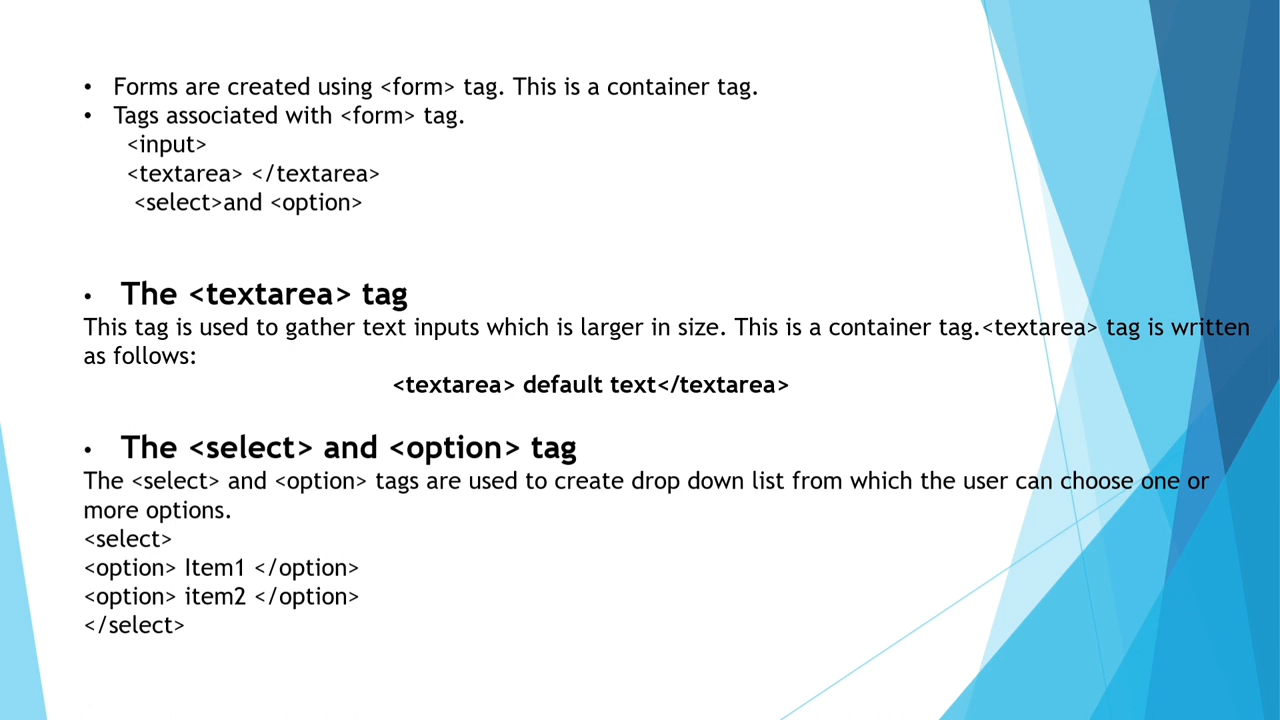 • Forms are created using <form> tag. This is a container tag.
• Tags associated with <form> tag.
<input>
<textarea> </textarea>
<select>and <option>
• The <textarea> tag
This tag is used to gather text inputs which is larger in size. This is a container tag.<textarea> tag is written
as follows:
<textarea> default text</textarea>
• The <select> and <option> tag
The <select> and <option> tags are used to create drop down list from which the user can choose one or
more options.
<select>
<option> Item1 </option>
<option> item2 </option>
</select>